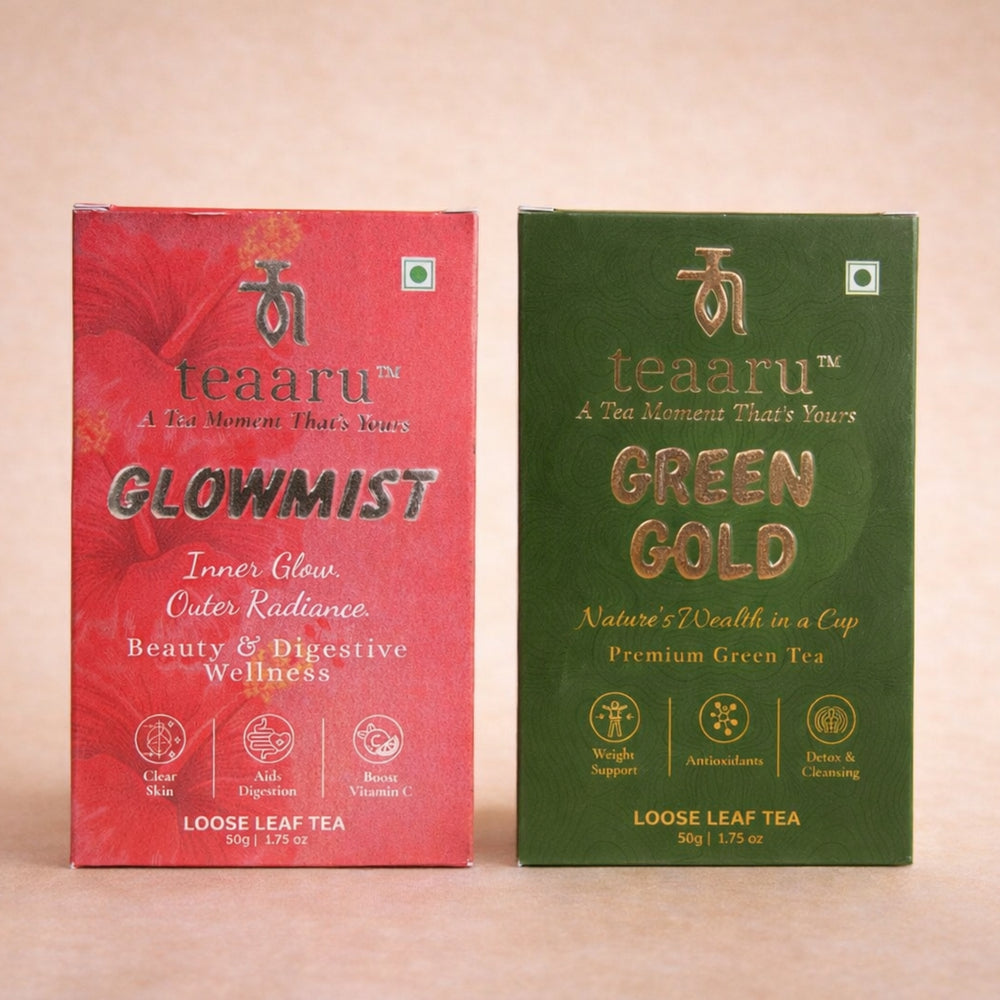 teaaru™
A Tea Moment That's Yours
GLOWMIST
Inner Glow.
Outer Radiance.
Beauty & Digestive
Wellness
Clear
Skin
Aids
Digestion
Boost
Vitamin C
LOOSE LEAF TEA
50g | 1.75 oz
teaaru™
A Tea Moment That's Yours
GREEN
GOLD
Nature's Wealth in a Cup
Premium Green Tea
Weight
Support
Antioxidants
Detox &
Cleansing
LOOSE LEAF TEA
50g | 1.75 oz